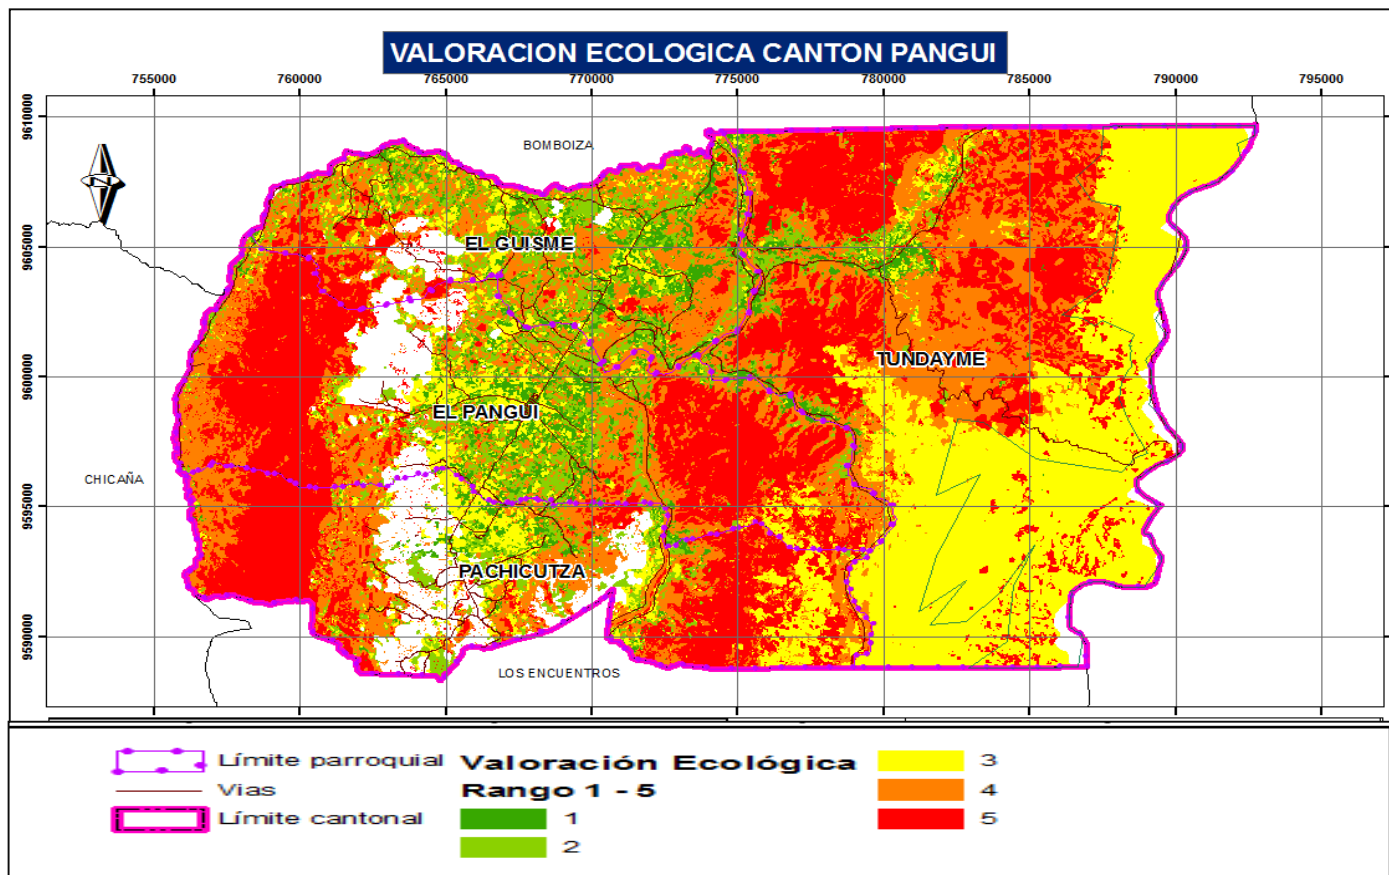 VALORACION ECOLOGICA CANTON PANGUI
755000 760000 765000 770000 775000 780000 785000 790000 795000
9610000
BOMBOIZA
N
9605000
EL GUISME
9600000
TUNDAYME
EL PANGUI
CHICAÑA
9595000
PACHICUTZA
9590000
LOS ENCUENTROS
Límite parroquial
Vias
Límite cantonal
Valoración Ecológica
Rango 1 - 5
1
2
3
4
5